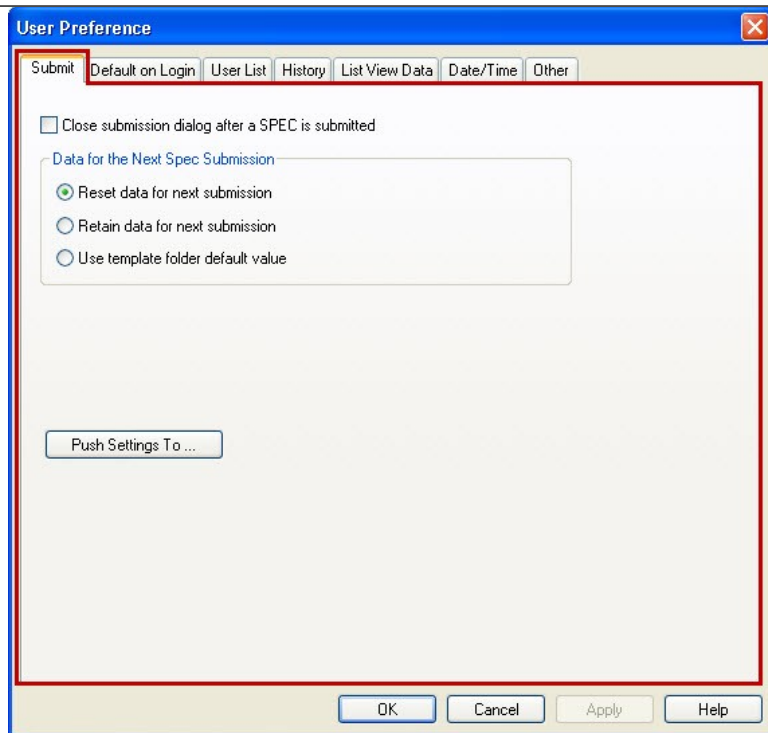 User Preference
Submit Default on Login User List History List View Data Date/Time Other
Close submission dialog after a SPEC is submitted
Data for the Next Spec Submission
Reset data for next submission
Retain data for next submission
Use template folder default value
Push Settings To ...
OK Cancel Apply Help